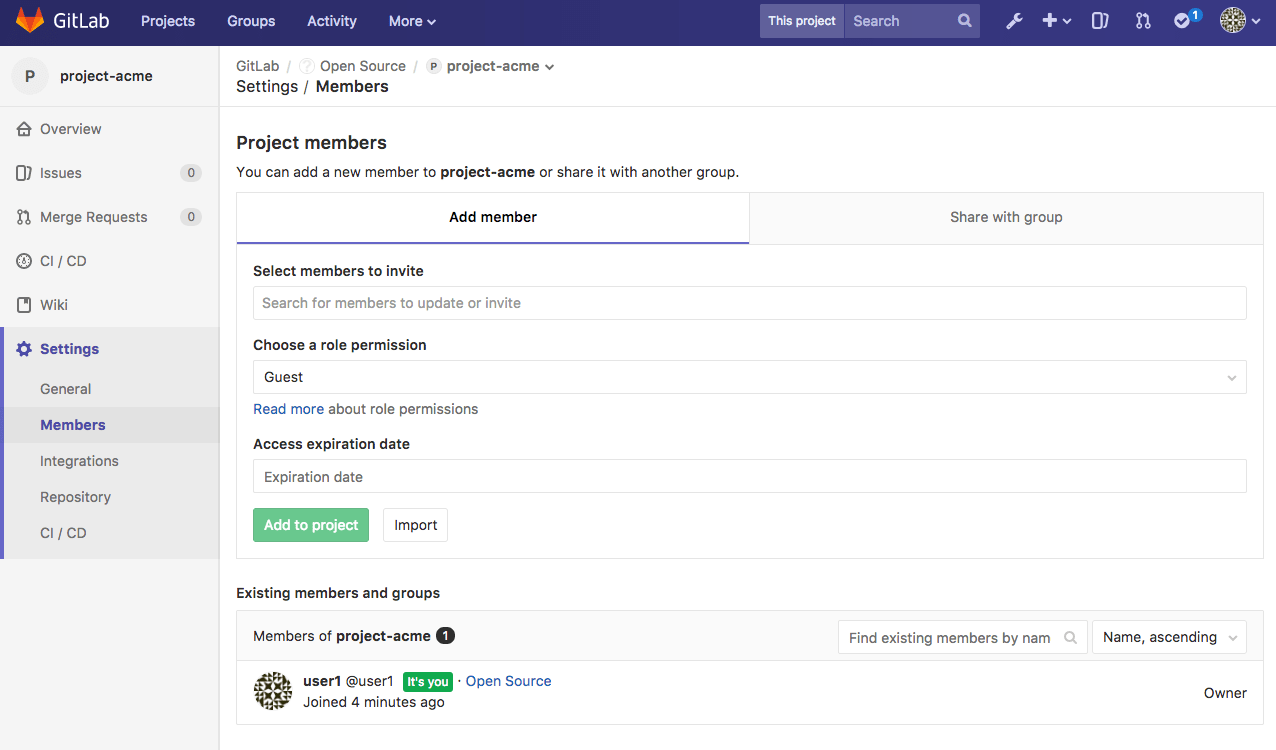 GitLab Projects Groups Activity More This project Search 1
P project-acme
Overview
Issues 0
Merge Requests 0
CI / CD
Wiki
Settings
General
Members
Integrations
Repository
CI / CD
GitLab / Open Source / P project-acme
Settings / Members
Project members
You can add a new member to project-acme or share it with another group.
Add member Share with group
Select members to invite
Search for members to update or invite
Choose a role permission
Guest
Read more about role permissions
Access expiration date
Expiration date
Add to project Import
Existing members and groups
Members of project-acme 1 Find existing members by nam Name, ascending
user1 @user1 It's you · Open Source
Joined 4 minutes ago
Owner